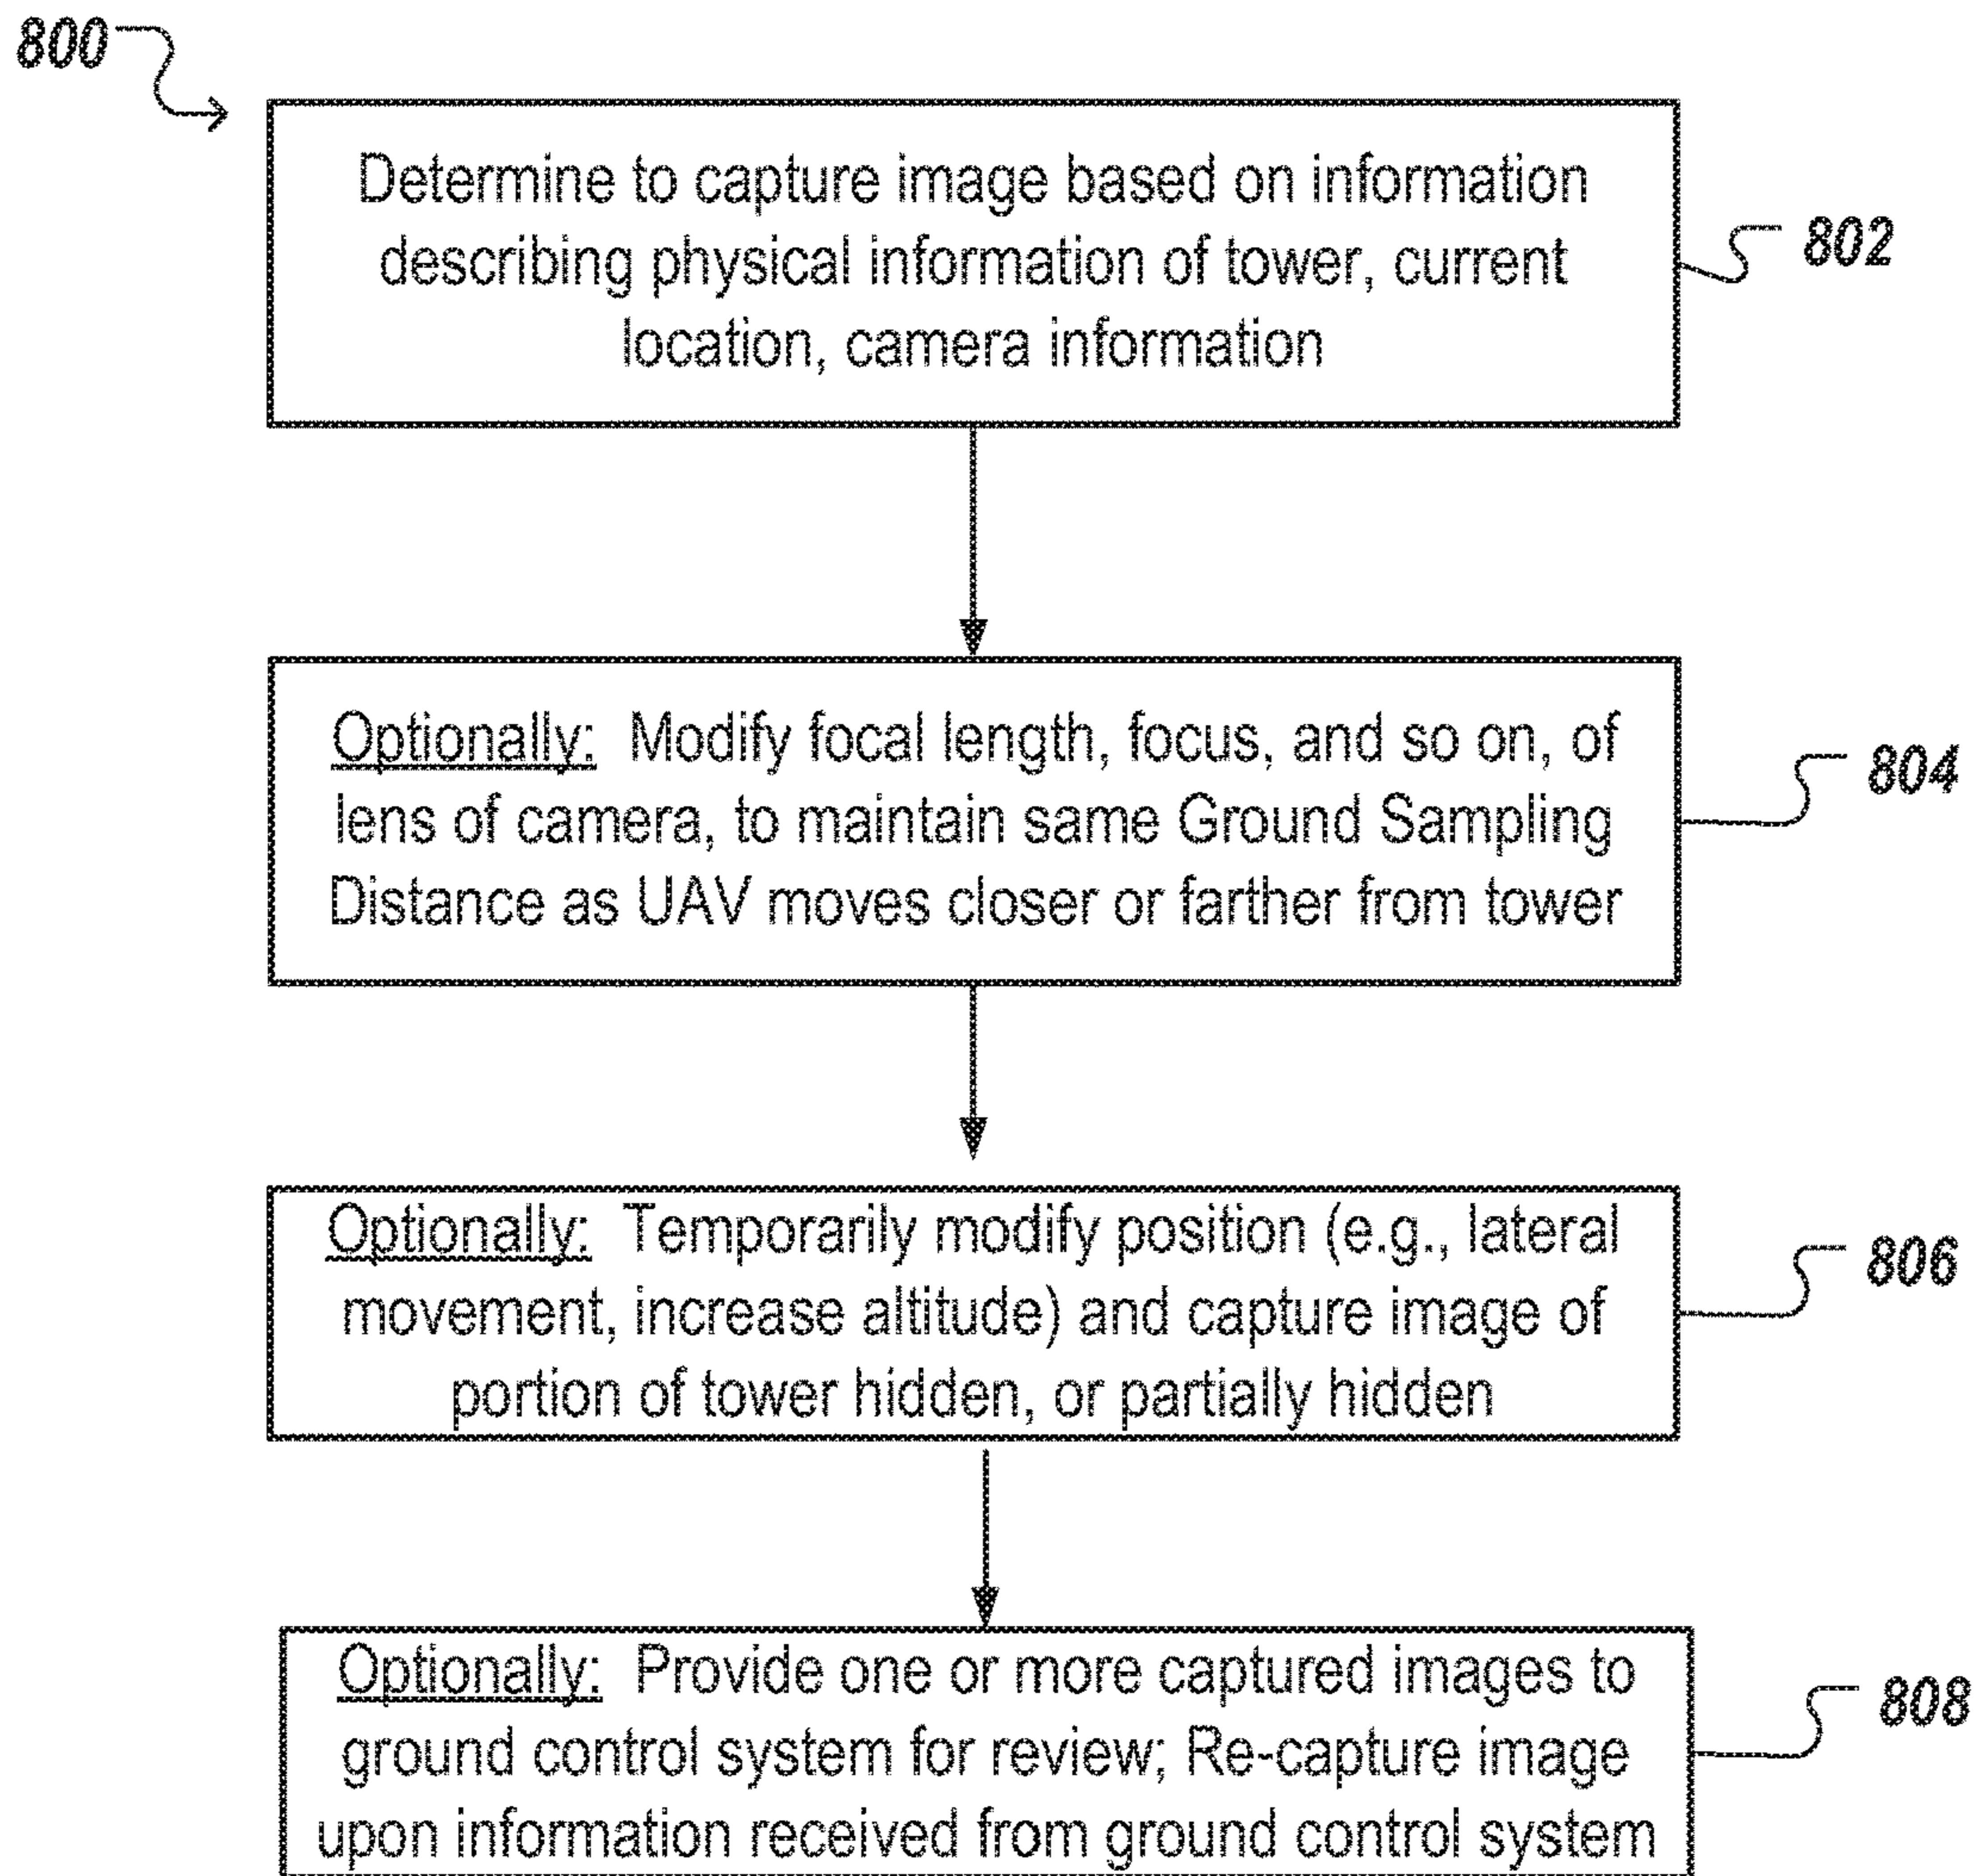 800
Determine to capture image based on information
describing physical information of tower, current
location, camera information
802
Optionally: Modify focal length, focus, and so on, of
lens of camera, to maintain same Ground Sampling
Distance as UAV moves closer or farther from tower
804
Optionally: Temporarily modify position (e.g., lateral
movement, increase altitude) and capture image of
portion of tower hidden, or partially hidden
806
Optionally: Provide one or more captured images to
ground control system for review; Re-capture image
upon information received from ground control system
808